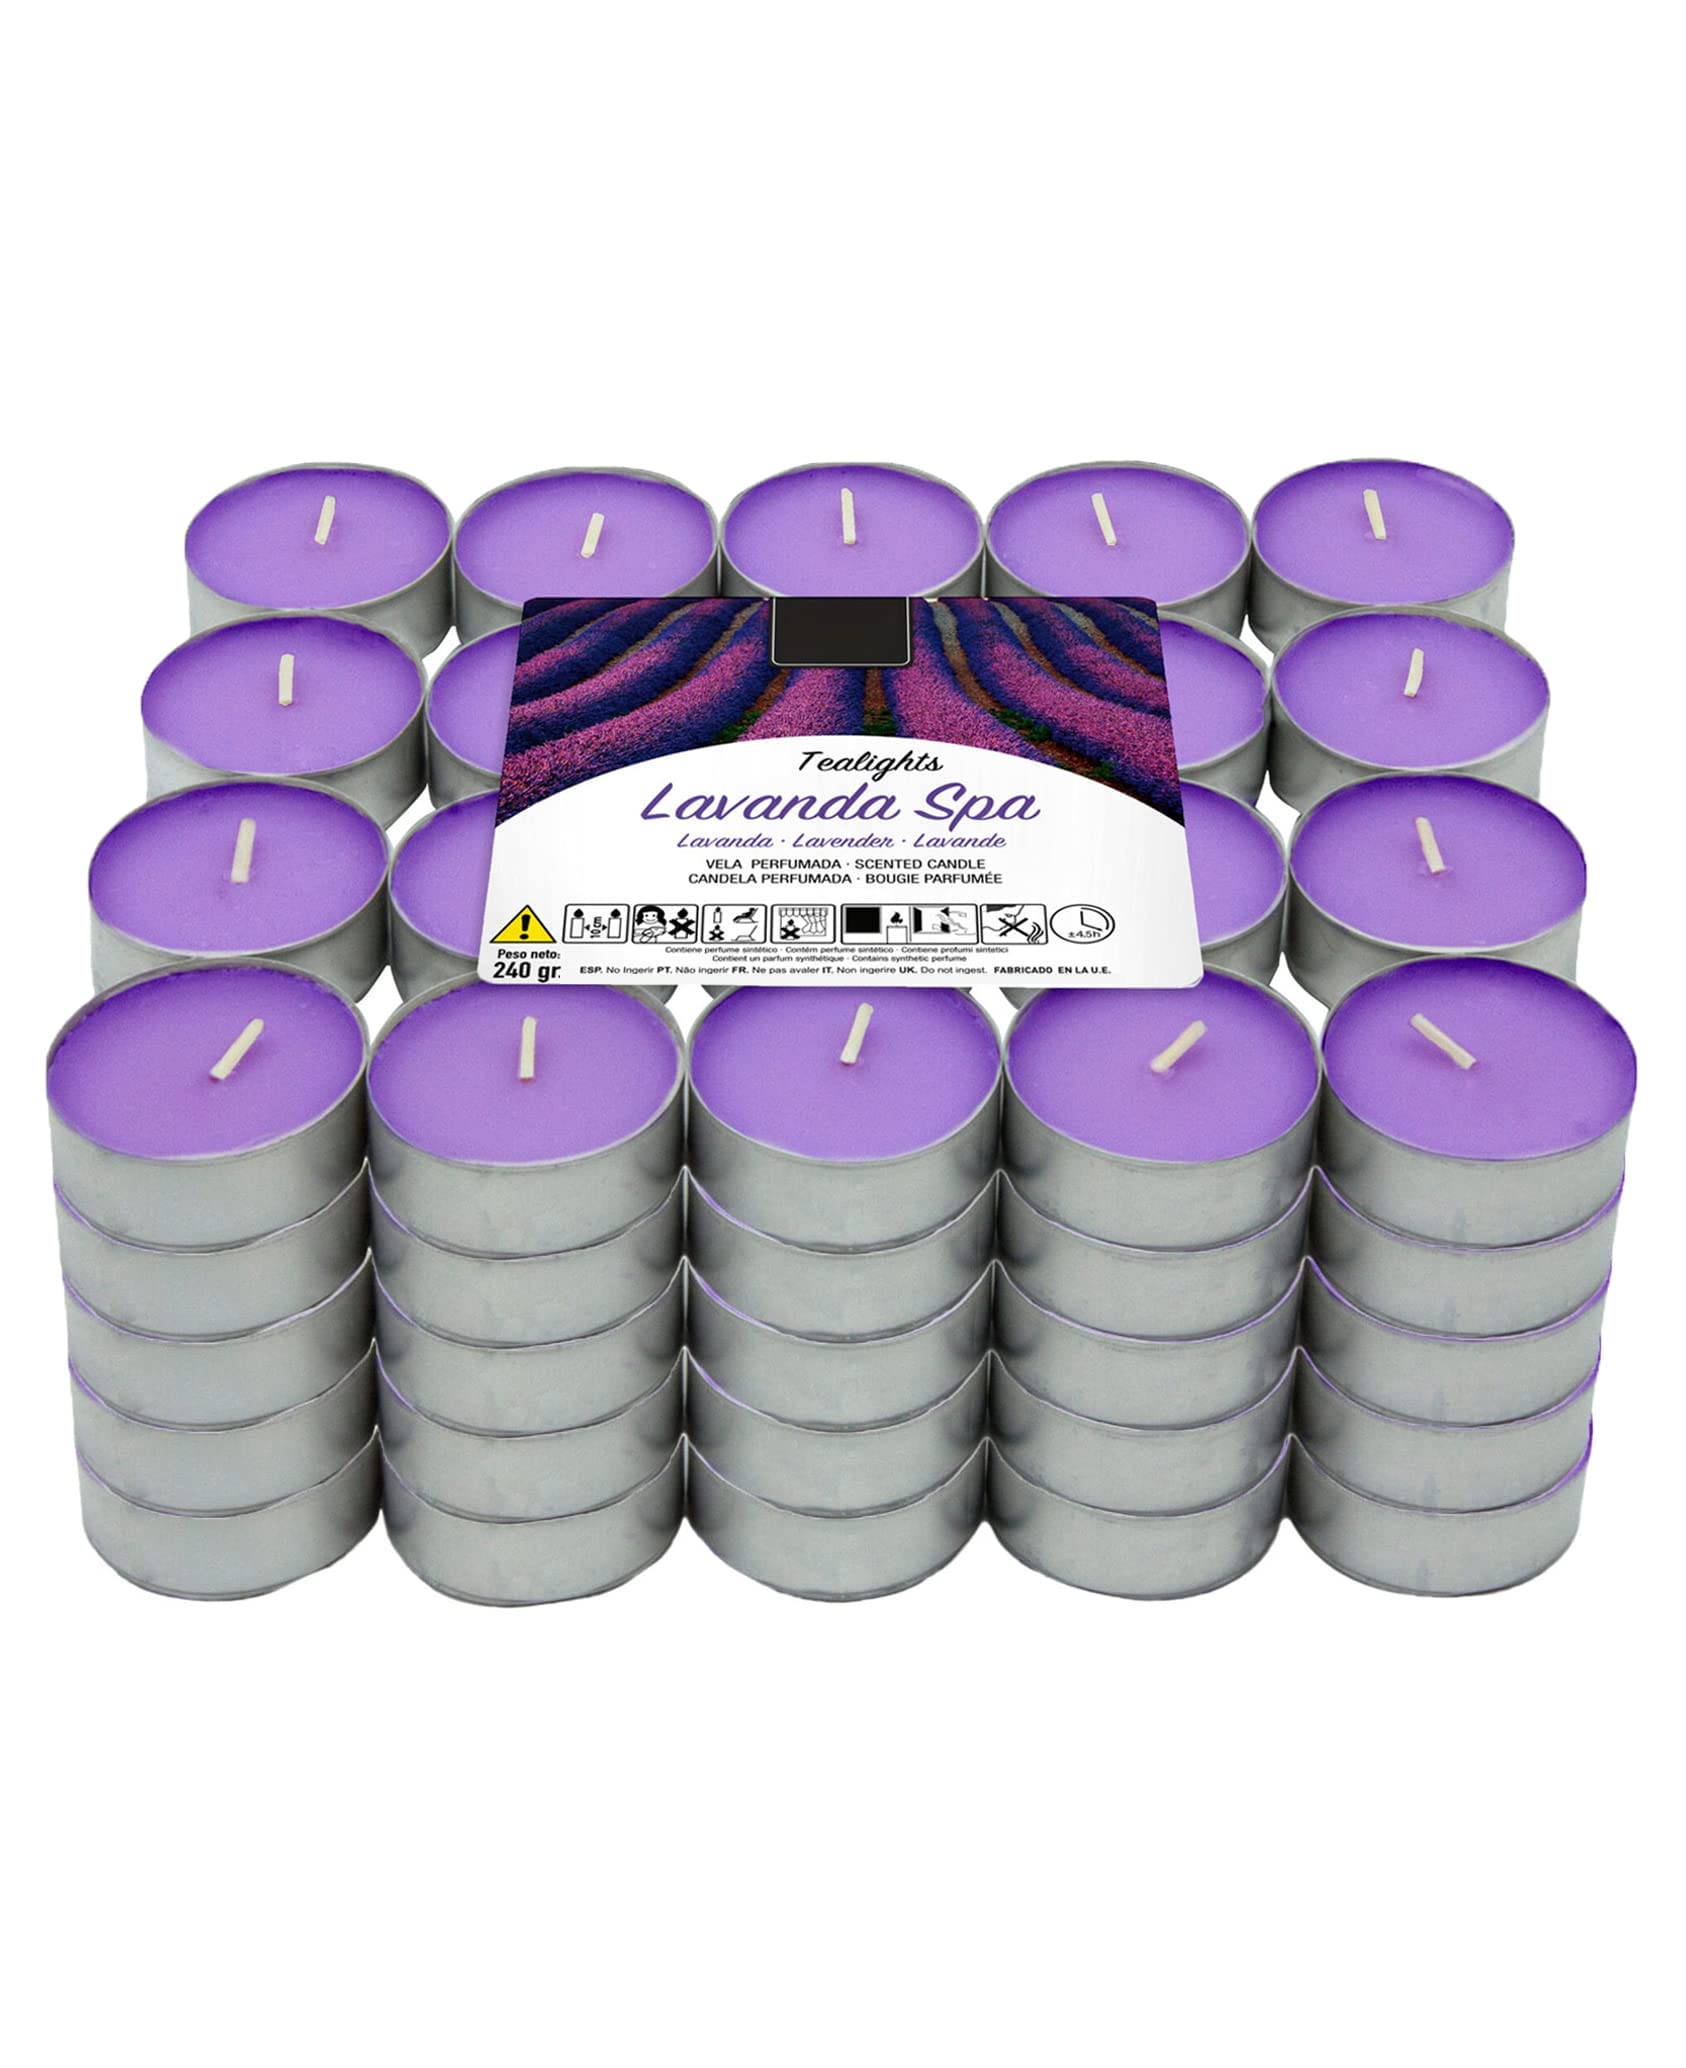 Tealights
Lavanda Spa
Lavanda · Lavender · Lavande
VELA PERFUMADA · SCENTED CANDLE
CANDELA PERFUMADA · BOUGIE PARFUMÉE
10 cm
±4.5h
Contiene perfume sintético · Contém perfume sintético · Contiene profumi sintetici
Contient un parfum synthétique · Contains synthetic perfume
Peso neto:
240 gr.
ESP. No Ingerir PT. Não ingerir FR. Ne pas avaler IT. Non ingerire UK. Do not ingest. FABRICADO EN LA U.E.